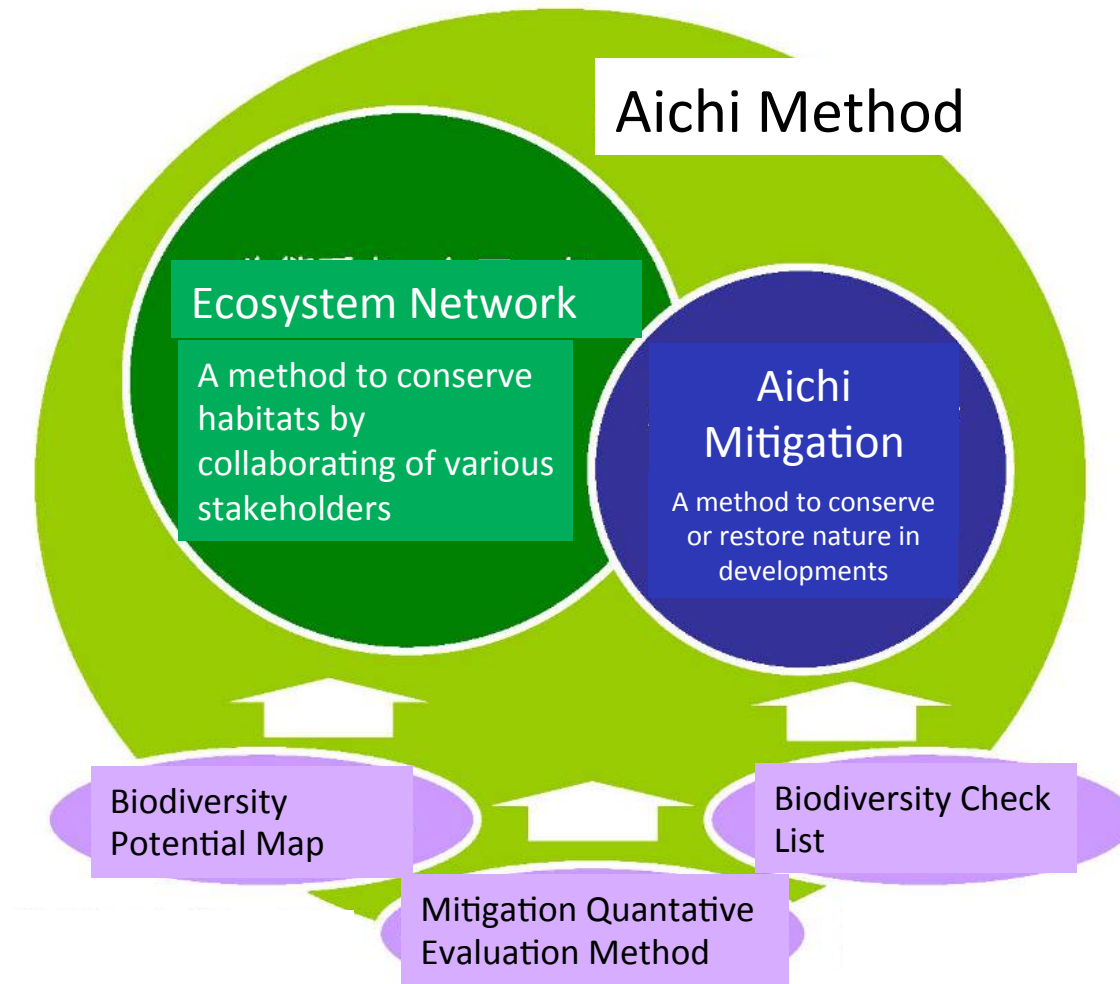 Aichi Method
Ecosystem Network
A method to conserve
habitats by
collaborating of various
stakeholders
Aichi
Mitigation
A method to conserve
or restore nature in
developments
Biodiversity
Potential Map
Biodiversity Check
List
Mitigation Quantative
Evaluation Method